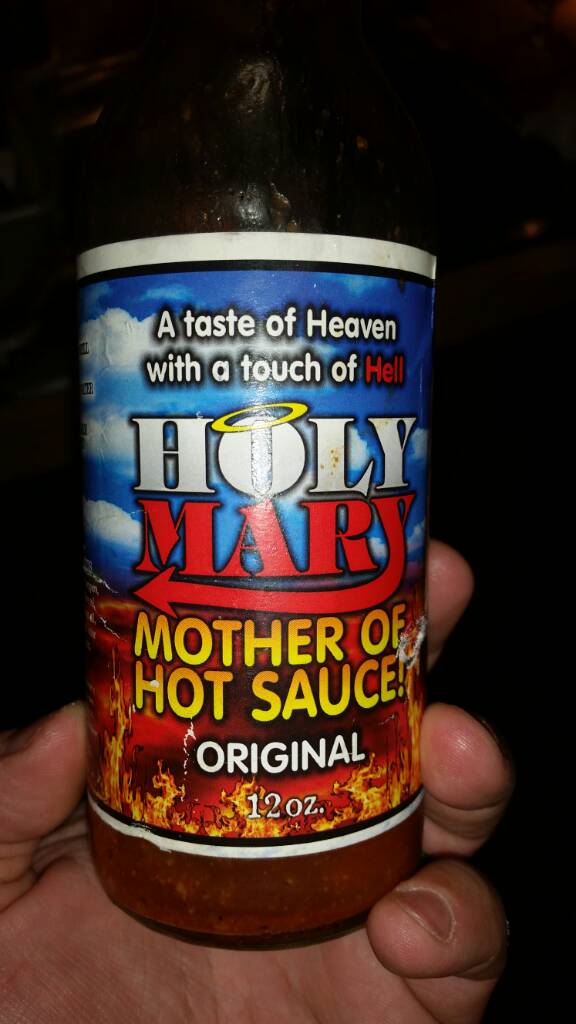 A taste of Heaven
with a touch of Hell
HOLY
MARY
MOTHER OF
HOT SAUCE!
ORIGINAL
12 oz.